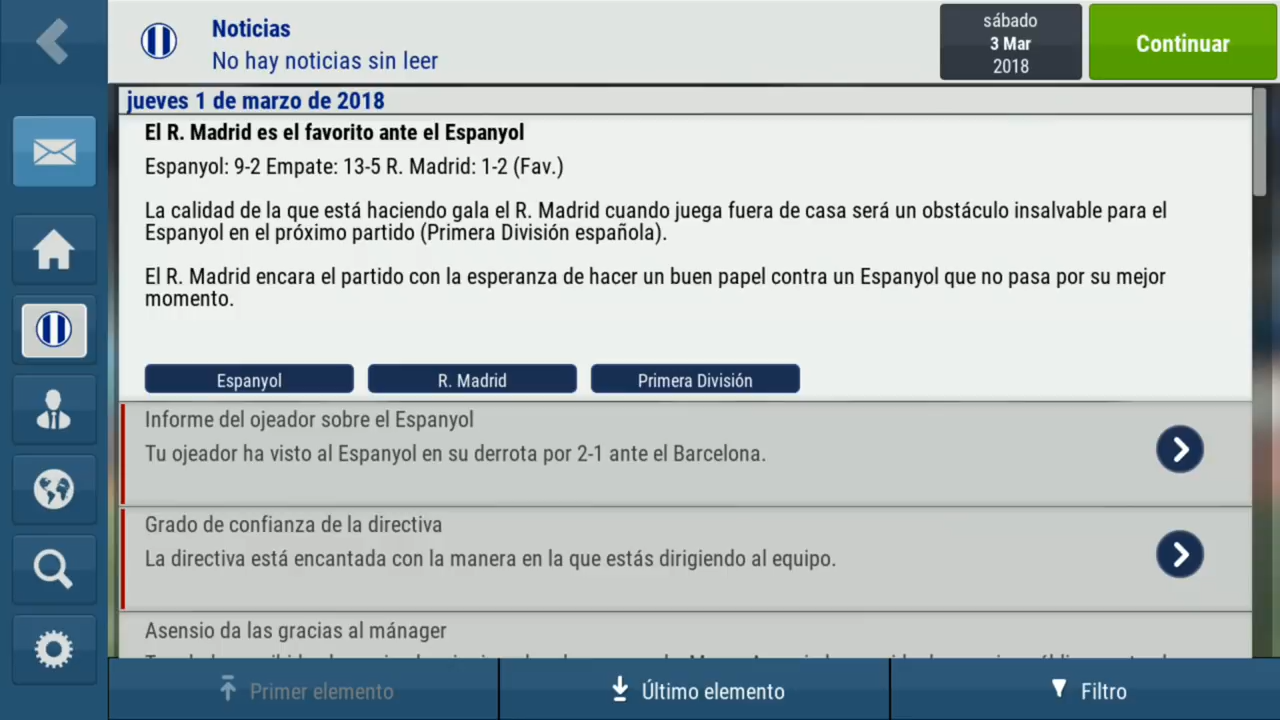 Noticias
No hay noticias sin leer
sábado
3 Mar
2018
Continuar
jueves 1 de marzo de 2018
El R. Madrid es el favorito ante el Espanyol
Espanyol: 9-2 Empate: 13-5 R. Madrid: 1-2 (Fav.)
La calidad de la que está haciendo gala el R. Madrid cuando juega fuera de casa será un obstáculo insalvable para el
Espanyol en el próximo partido (Primera División española).
El R. Madrid encara el partido con la esperanza de hacer un buen papel contra un Espanyol que no pasa por su mejor
momento.
Espanyol
R. Madrid
Primera División
Informe del ojeador sobre el Espanyol
Tu ojeador ha visto al Espanyol en su derrota por 2-1 ante el Barcelona.
Grado de confianza de la directiva
La directiva está encantada con la manera en la que estás dirigiendo al equipo.
Asensio da las gracias al mánager
Primer elemento
Último elemento
Filtro